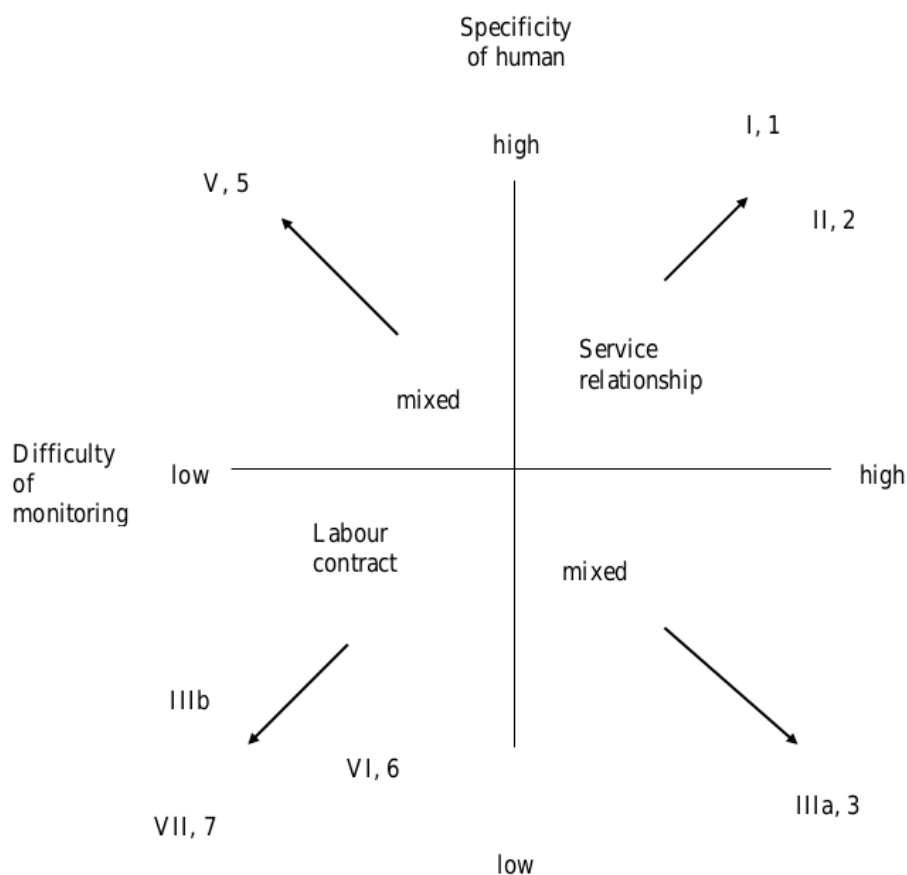 Specificity
of human
high
I, 1
V, 5
II, 2
Service
relationship
mixed
Difficulty
of
monitoring
low
high
Labour
contract
mixed
IIIb
VI, 6
IIIa, 3
VII, 7
low